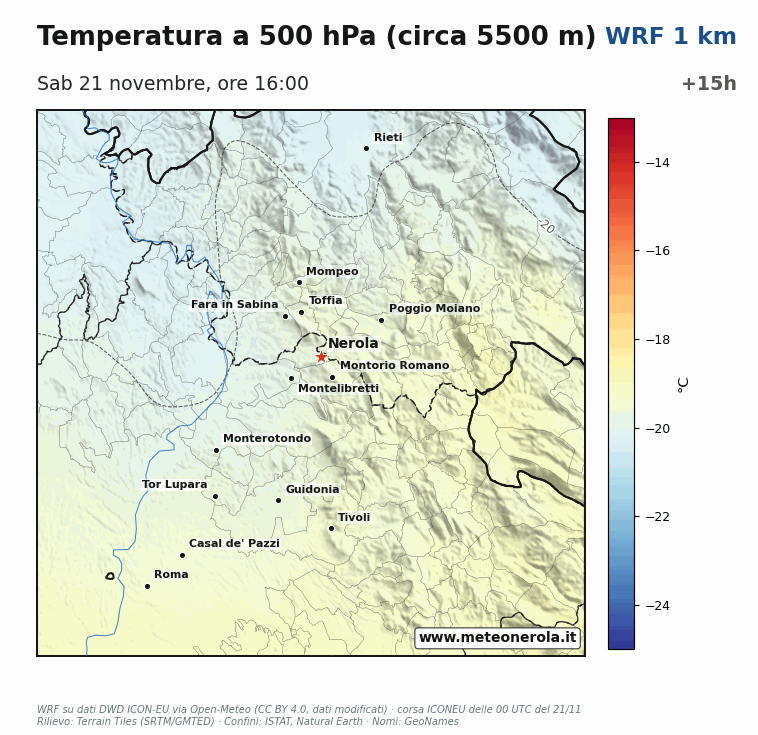 Temperatura a 500 hPa (circa 5500 m) WRF 1 km
Sab 21 novembre, ore 16:00 +15h
Rieti
-20
Mompeo
Fara in Sabina
Toffia
Poggio Moiano
Nerola
Montorio Romano
Montelibretti
Monterotondo
Tor Lupara
Guidonia
Tivoli
Casal de' Pazzi
Roma
www.meteonerola.it
−14
−16
−18
−20
−22
−24
°C
WRF su dati DWD ICON-EU via Open-Meteo (CC BY 4.0, dati modificati) · corsa ICONEU delle 00 UTC del 21/11
Rilievo: Terrain Tiles (SRTM/GMTED) · Confini: ISTAT, Natural Earth · Nomi: GeoNames